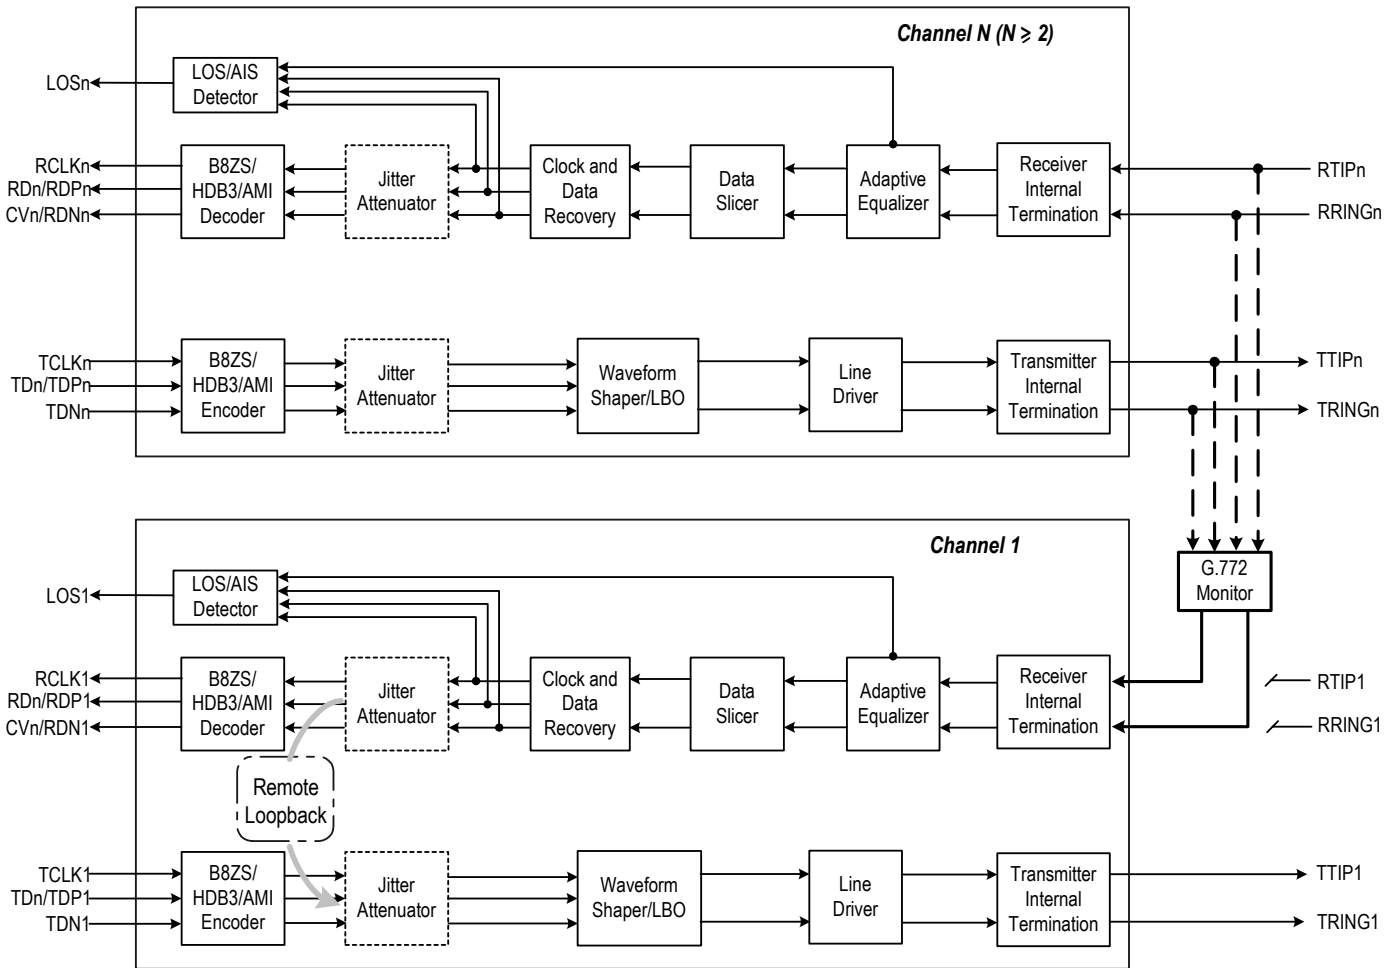 Channel N (N ⩾ 2)
LOSn
LOS/AIS
Detector
RCLKn
RDn/RDPn
CVn/RDNn
B8ZS/
HDB3/AMI
Decoder
Jitter
Attenuator
Clock and
Data
Recovery
Data
Slicer
Adaptive
Equalizer
Receiver
Internal
Termination
RTIPn
RRINGn
TCLKn
TDn/TDPn
TDNn
B8ZS/
HDB3/AMI
Encoder
Jitter
Attenuator
Waveform
Shaper/LBO
Line
Driver
Transmitter
Internal
Termination
TTIPn
TRINGn
Channel 1
G.772
Monitor
LOS1
LOS/AIS
Detector
RCLK1
RDn/RDP1
CVn/RDN1
B8ZS/
HDB3/AMI
Decoder
Jitter
Attenuator
Clock and
Data
Recovery
Data
Slicer
Adaptive
Equalizer
Receiver
Internal
Termination
RTIP1
RRING1
Remote
Loopback
TCLK1
TDn/TDP1
TDN1
B8ZS/
HDB3/AMI
Encoder
Jitter
Attenuator
Waveform
Shaper/LBO
Line
Driver
Transmitter
Internal
Termination
TTIP1
TRING1